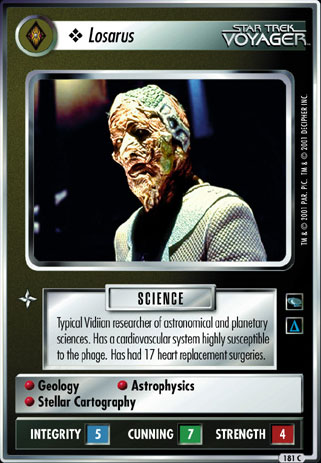 ❖ Losarus
STAR TREK
VOYAGER™
TM & © 2001 PAR. P.C. TM & © 2001 DECIPHER INC.
SCIENCE
Typical Vidiian researcher of astronomical and planetary
sciences. Has a cardiovascular system highly susceptible
to the phage. Has had 17 heart replacement surgeries.
Geology
Astrophysics
Stellar Cartography
INTEGRITY 5 CUNNING 7 STRENGTH 4
181 C